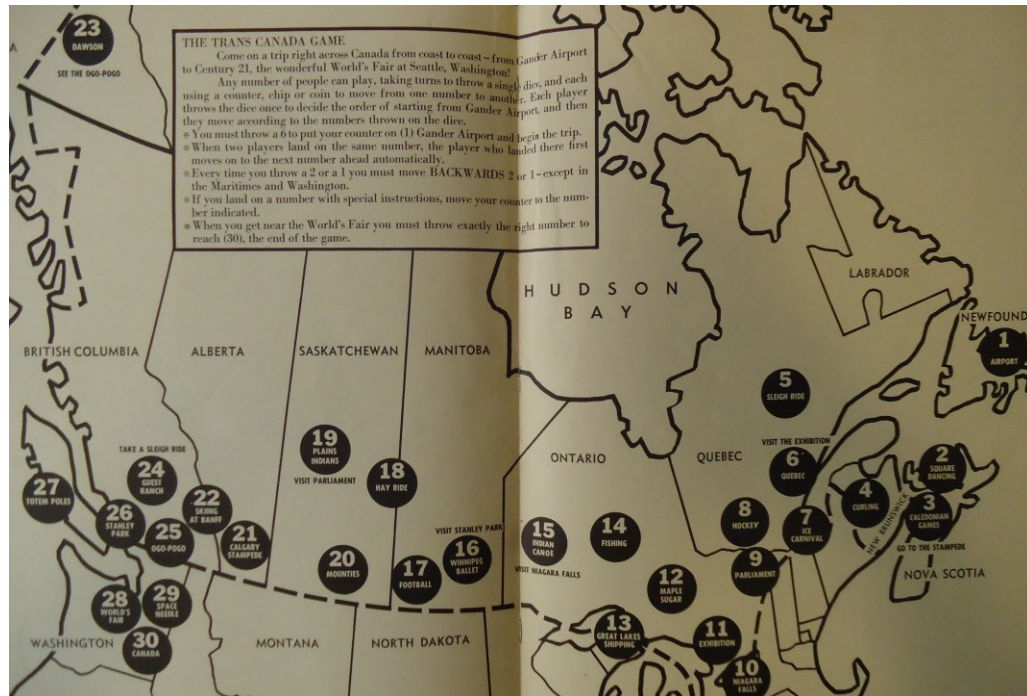 23
DAWSON
SEE THE OGO-POGO
THE TRANS CANADA GAME
Come on a trip right across Canada from coast to coast – from Gander Airport
to Century 21, the wonderful World's Fair at Seattle, Washington!
Any number of people can play, taking turns to throw a single dice, and each
using a counter, chip or coin to move from one number to another. Each player
throws the dice once to decide the order of starting from Gander Airport, and then
they move according to the numbers thrown on the dice.
* You must throw a 6 to put your counter on (1) Gander Airport and begin the trip.
* When two players land on the same number, the player who landed there first
moves on to the next number ahead automatically.
* Every time you throw a 2 or a 1 you must move BACKWARDS 2 or 1 – except in
the Maritimes and Washington.
* If you land on a number with special instructions, move your counter to the num-
ber indicated.
* When you get near the World's Fair you must throw exactly the right number to
reach (30), the end of the game.
HUDSON
BAY
LABRADOR
NEWFOUND
1
AIRPORT
BRITISH COLUMBIA
ALBERTA
SASKATCHEWAN
MANITOBA
5
SLEIGH RIDE
19
PLAINS
INDIANS
VISIT PARLIAMENT
18
HAY RIDE
ONTARIO
QUEBEC
VISIT THE EXHIBITION
6
QUEBEC
2
SQUARE
DANCING
TAKE A SLEIGH RIDE
24
GUEST
RANCH
27
TOTEM POLES
26
STANLEY
PARK
22
SKIING
AT BANFF
25
OGO-POGO
21
CALGARY
STAMPEDE
4
CURLING
NEW BRUNSWICK
3
CALEDONIAN
GAMES
GO TO THE STAMPEDE
NOVA SCOTIA
8
HOCKEY
7
ICE
CARNIVAL
VISIT STANLEY PARK
16
WINNIPEG
BALLET
15
INDIAN
CANOE
VISIT NIAGARA FALLS
14
FISHING
20
MOUNTIES
17
FOOTBALL
12
MAPLE
SUGAR
9
PARLIAMENT
28
WORLD'S
FAIR
29
SPACE
NEEDLE
30
CANADA
WASHINGTON
MONTANA
NORTH DAKOTA
13
GREAT LAKES
SHIPPING
11
EXHIBITION
10
NIAGARA
FALLS